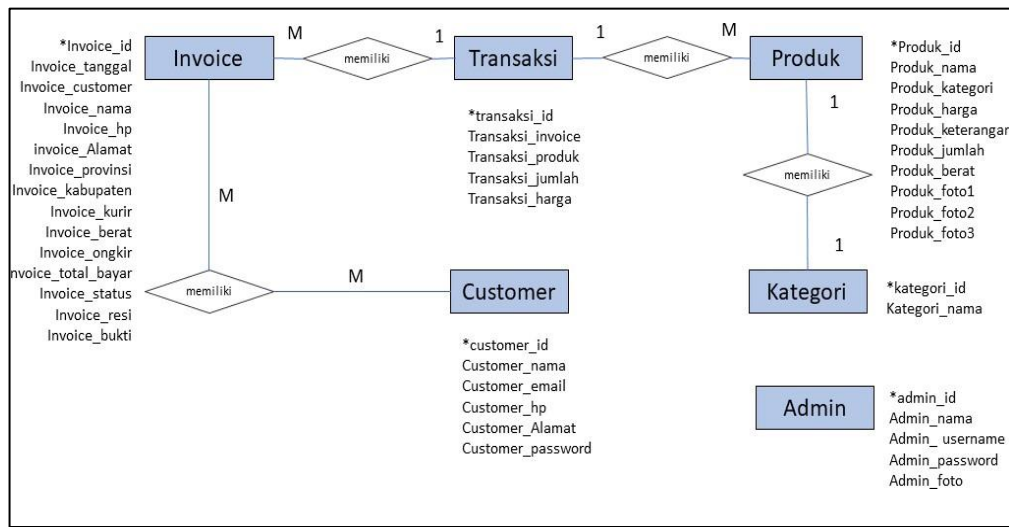 *Invoice_id
Invoice_tanggal
Invoice_customer
Invoice_nama
Invoice_hp
invoice_Alamat
Invoice_provinsi
Invoice_kabupaten
Invoice_kurir
Invoice_berat
Invoice_ongkir
nvoice_total_bayar
Invoice_status
Invoice_resi
Invoice_bukti
Invoice
M
memiliki
1
Transaksi
1
memiliki
M
Produk
*transaksi_id
Transaksi_invoice
Transaksi_produk
Transaksi_jumlah
Transaksi_harga
*Produk_id
Produk_nama
Produk_kategori
Produk_harga
Produk_keterangan
Produk_jumlah
Produk_berat
Produk_foto1
Produk_foto2
Produk_foto3
1
memiliki
1
M
memiliki
M
Customer
*customer_id
Customer_nama
Customer_email
Customer_hp
Customer_Alamat
Customer_password
Kategori
*kategori_id
Kategori_nama
Admin
*admin_id
Admin_nama
Admin_ username
Admin_password
Admin_foto